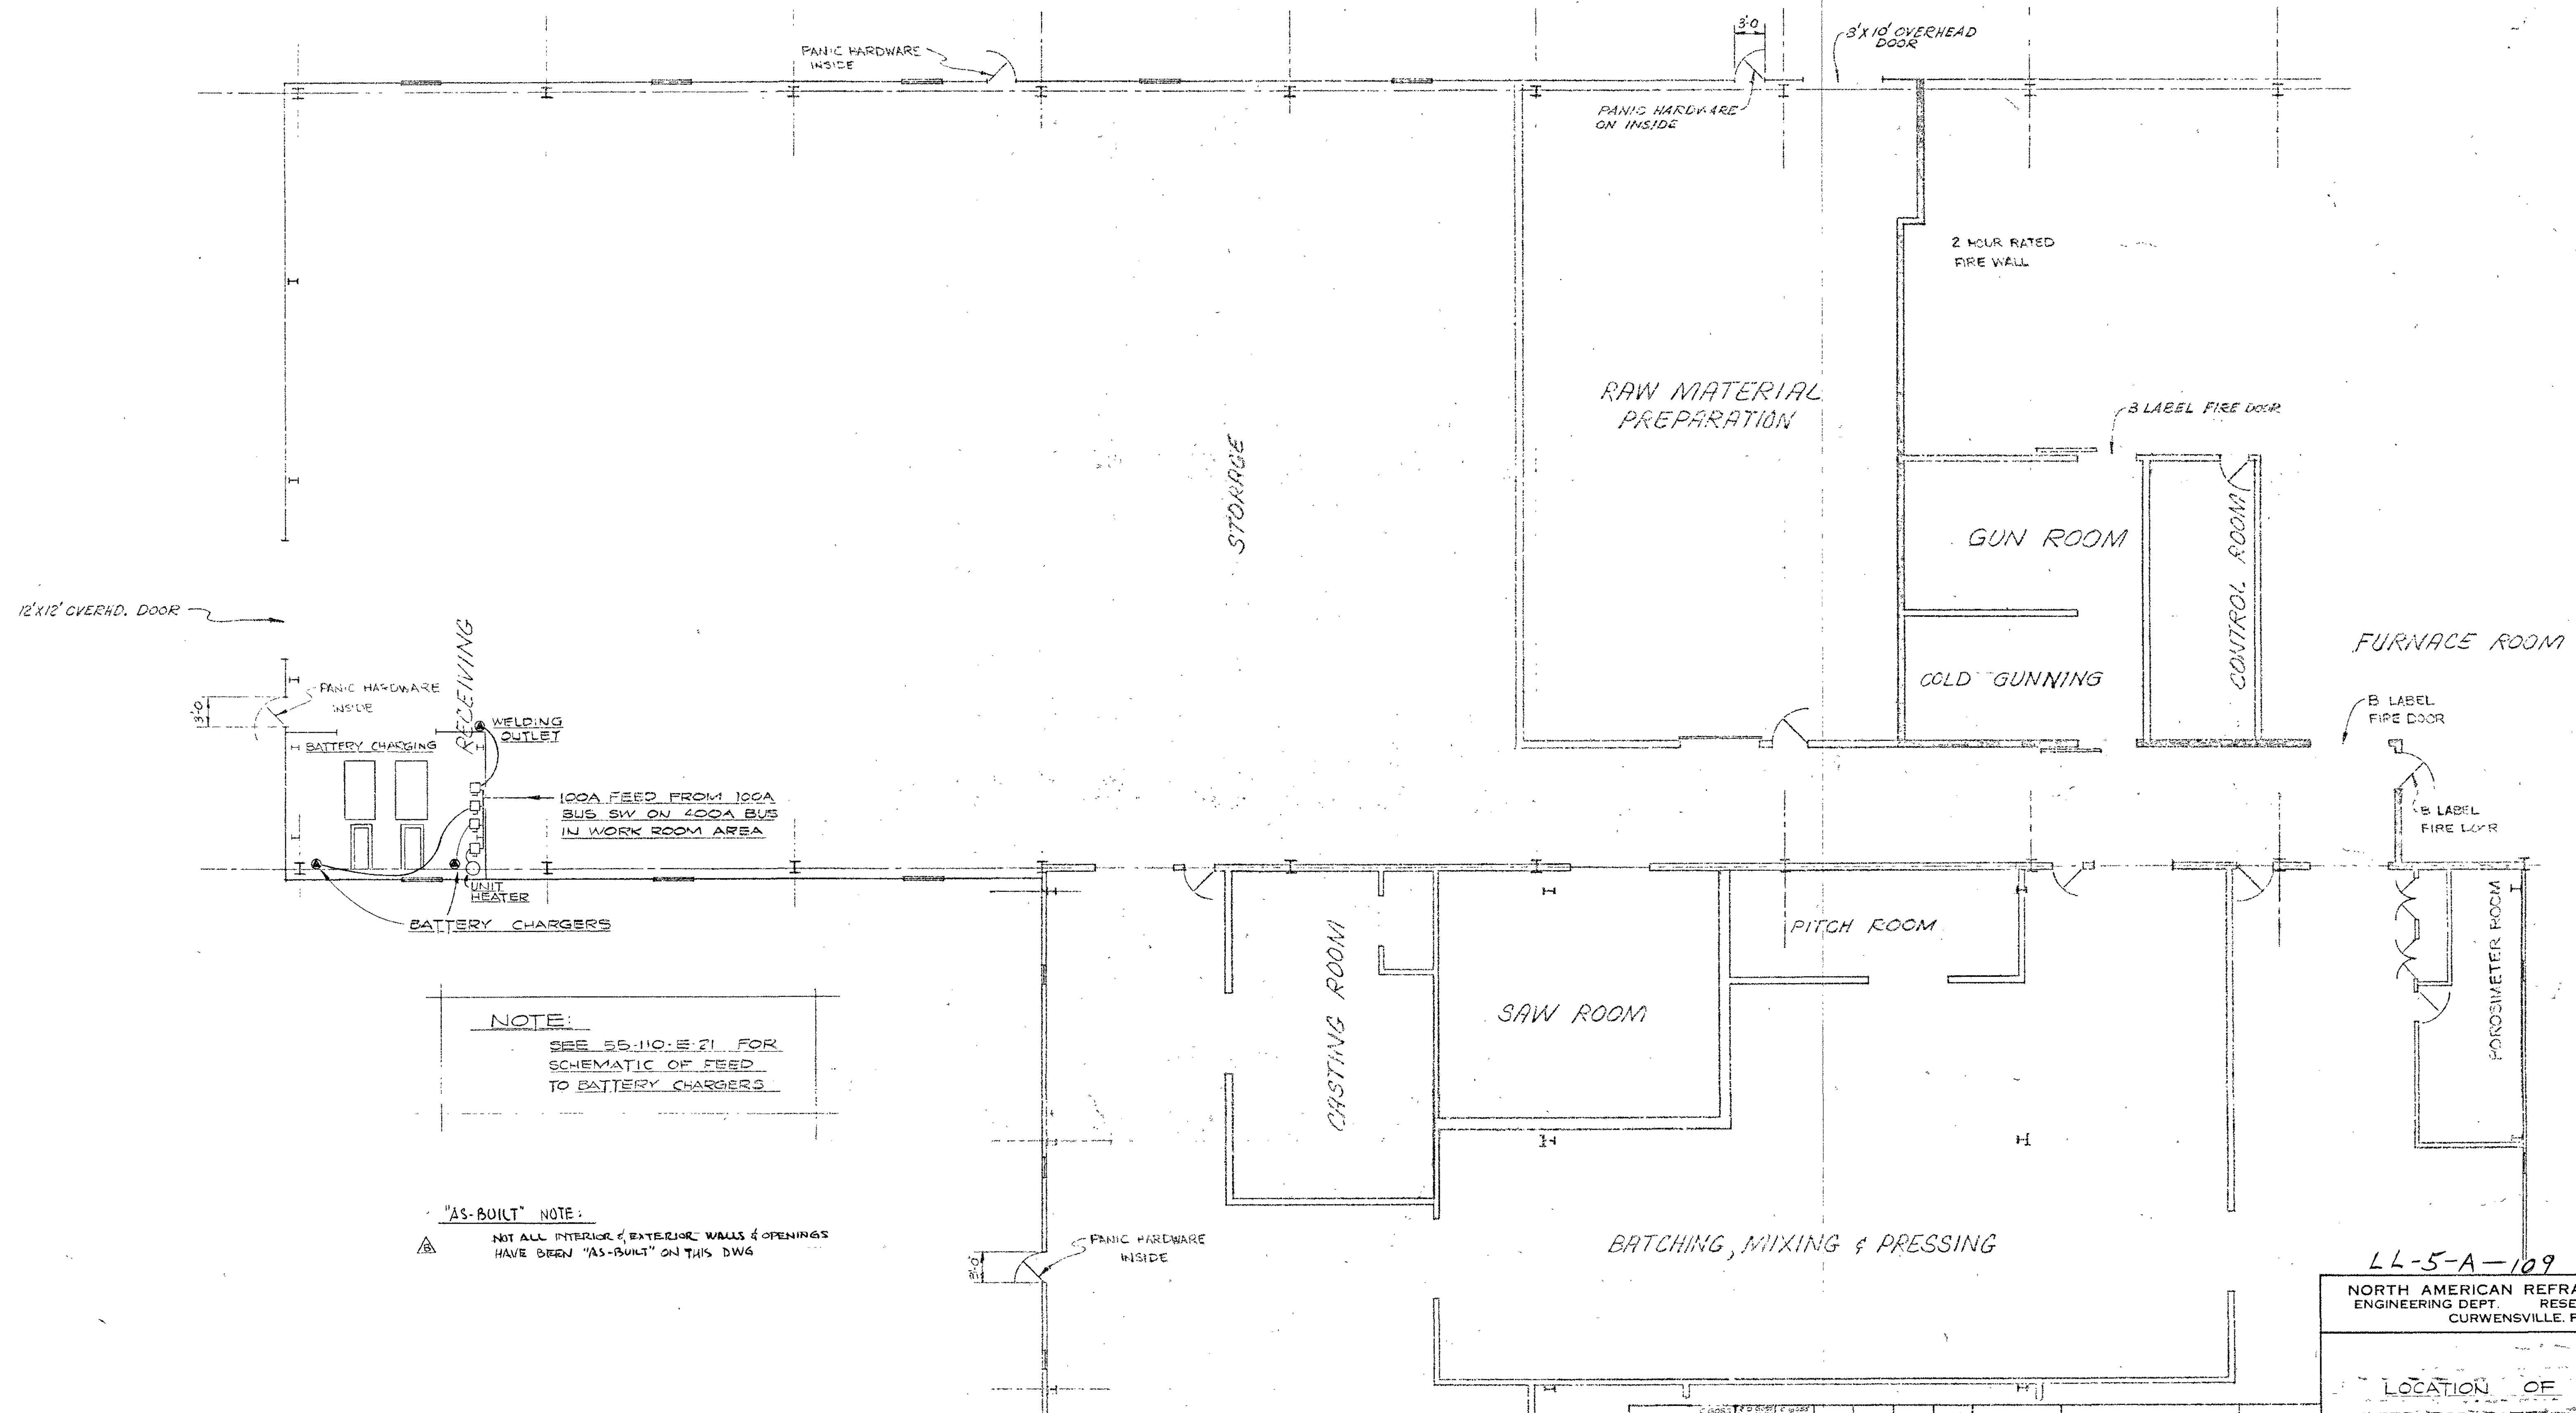 PANIC HARDWARE
INSIDE
3'-0
8'X10' OVERHEAD
DOOR
PANIC HARDWARE
ON INSIDE
2 HOUR RATED
FIRE WALL
RAW MATERIAL
PREPARATION
B LABEL FIRE DOOR
STORAGE
GUN ROOM
CONTROL ROOM
12'X12' OVERHD. DOOR
RECEIVING
FURNACE ROOM
COLD GUNNING
PANIC HARDWARE
INSIDE
3'-0
B LABEL
FIRE DOOR
WELDING
OUTLET
BATTERY CHARGING
100A FEED FROM 100A
BUS SW ON 400A BUS
IN WORK ROOM AREA
B LABEL
FIRE DOOR
UNIT
HEATER
BATTERY CHARGERS
PITCH ROOM
CASTING ROOM
SAW ROOM
POROSIMETER ROOM
NOTE:
SEE 55-110-E-21 FOR
SCHEMATIC OF FEED
TO BATTERY CHARGERS
"AS-BUILT" NOTE:
NOT ALL INTERIOR & EXTERIOR WALLS & OPENINGS
HAVE BEEN "AS-BUILT" ON THIS DWG
PANIC HARDWARE
INSIDE
3'-0
BATCHING, MIXING & PRESSING
LL-5-A-109
NORTH AMERICAN REFRA
ENGINEERING DEPT. RESE
CURWENSVILLE. P
LOCATION OF